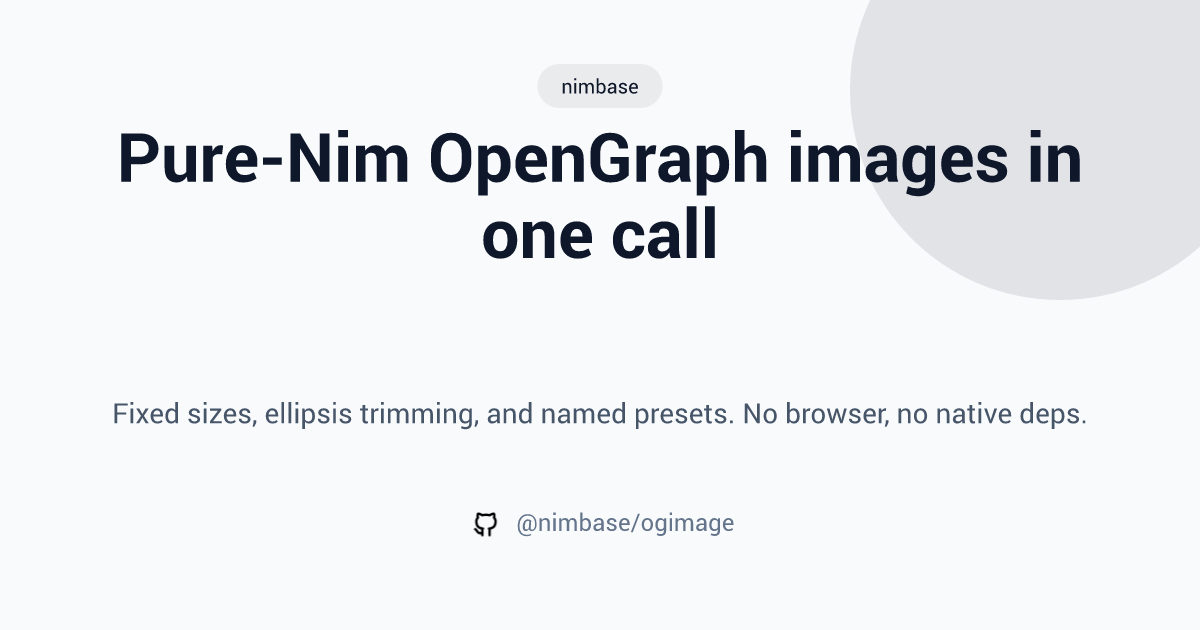 nimbase
Pure-Nim OpenGraph images in
one call
Fixed sizes, ellipsis trimming, and named presets. No browser, no native deps.
@nimbase/ogimage